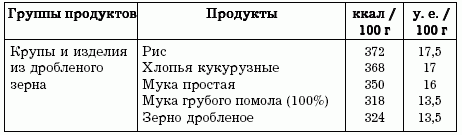 Группы продуктов Продукты ккал / 100 г у. е. / 100 г
Крупы и изделия из дробленого зерна Рис 372 17,5
Хлопья кукурузные 368 17
Мука простая 350 16
Мука грубого помола (100%) 318 13,5
Зерно дробленое 324 13,5